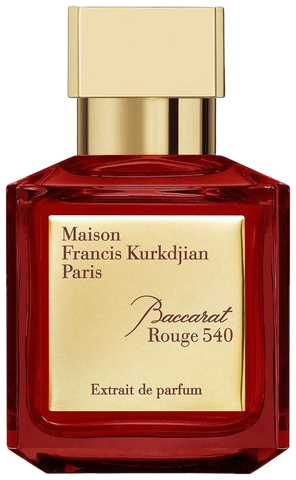 Maison
Francis Kurkdjian
Paris
Baccarat
Rouge 540
Extrait de parfum